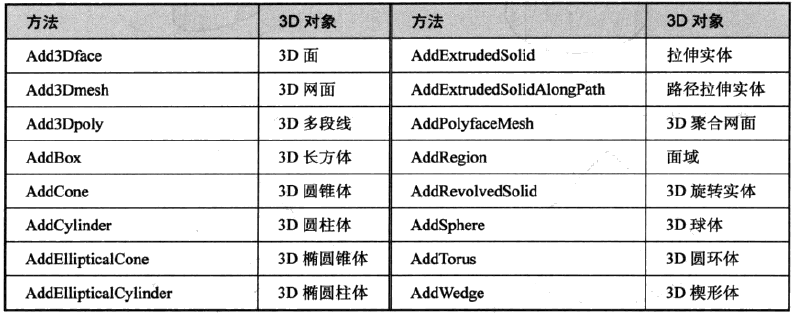 方法 3D 对象 方法 3D 对象
Add3Dface 3D 面 AddExtrudedSolid 拉伸实体
Add3Dmesh 3D 网面 AddExtrudedSolidAlongPath 路径拉伸实体
Add3Dpoly 3D 多段线 AddPolyfaceMesh 3D 聚合网面
AddBox 3D 长方体 AddRegion 面域
AddCone 3D 圆锥体 AddRevolvedSolid 3D 旋转实体
AddCylinder 3D 圆柱体 AddSphere 3D 球体
AddEllipticalCone 3D 椭圆锥体 AddTorus 3D 圆环体
AddEllipticalCylinder 3D 椭圆柱体 AddWedge 3D 楔形体